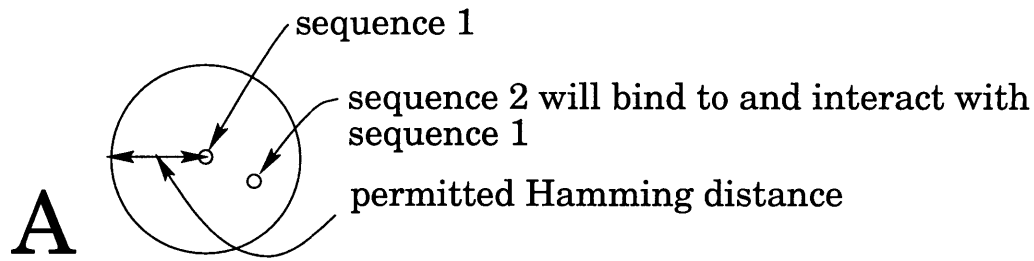 sequence 1
sequence 2 will bind to and interact with
sequence 1
permitted Hamming distance
A